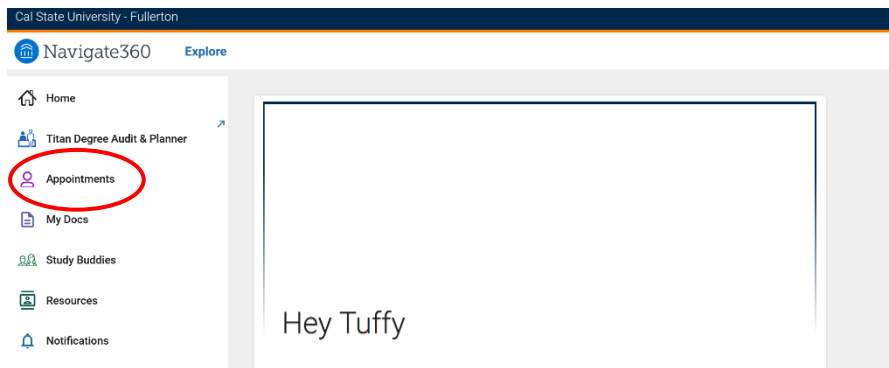 Cal State University - Fullerton
Navigate360 Explore
Home
Titan Degree Audit & Planner
Appointments
My Docs
Study Buddies
Resources
Notifications
Hey Tuffy